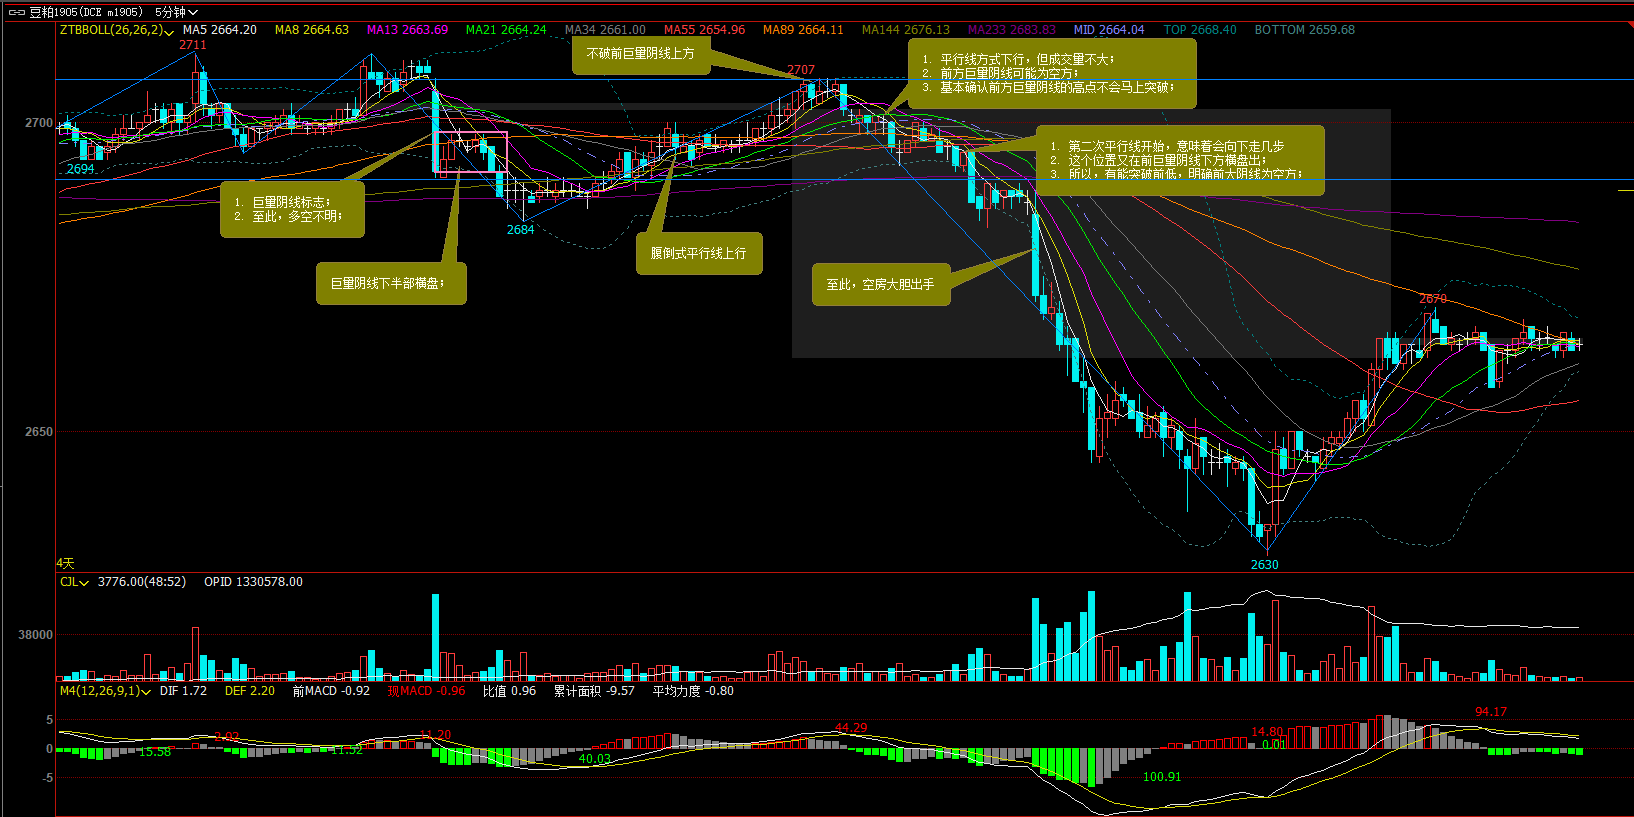 豆粕1905(DCE m1905) 5分钟
ZTBBOLL(26,26,2) MA5 2664.20 MA8 2664.63 MA13 2663.69 MA21 2664.24 MA34 2661.00 MA55 2654.96 MA89 2664.11 MA144 2676.13 MA233 2683.83 MID 2664.04 TOP 2668.40 BOTTOM 2659.68
2711
不破前巨量阴线上方
2707
1. 平行线方式下行，但成交量不大；
2. 前方巨量阴线可能为空方；
3. 基本确认前方巨量阴线的高点不会马上突破；
2700
1. 第二次平行线开始，意味着会向下走几步
2. 这个位置又在前巨量阴线下方横盘出；
3. 所以，有能突破前低，明确前大阴线为空方；
2694
1. 巨量阴线标志；
2. 至此，多空不明；
2684
腹倒式平行线上行
巨量阴线下半部横盘；
至此，空房大胆出手
2670
2650
2630
4天
CJL 3776.00(48:52) OPID 1330578.00
38000
M4(12,26,9,1) DIF 1.72 DEF 2.20 前MACD -0.92 现MACD -0.96 比值 0.96 累计面积 -9.57 平均力度 -0.80
5
0
-5
15.58
2.02
11.52
11.20
40.03
44.29
100.91
14.80
0.01
94.17